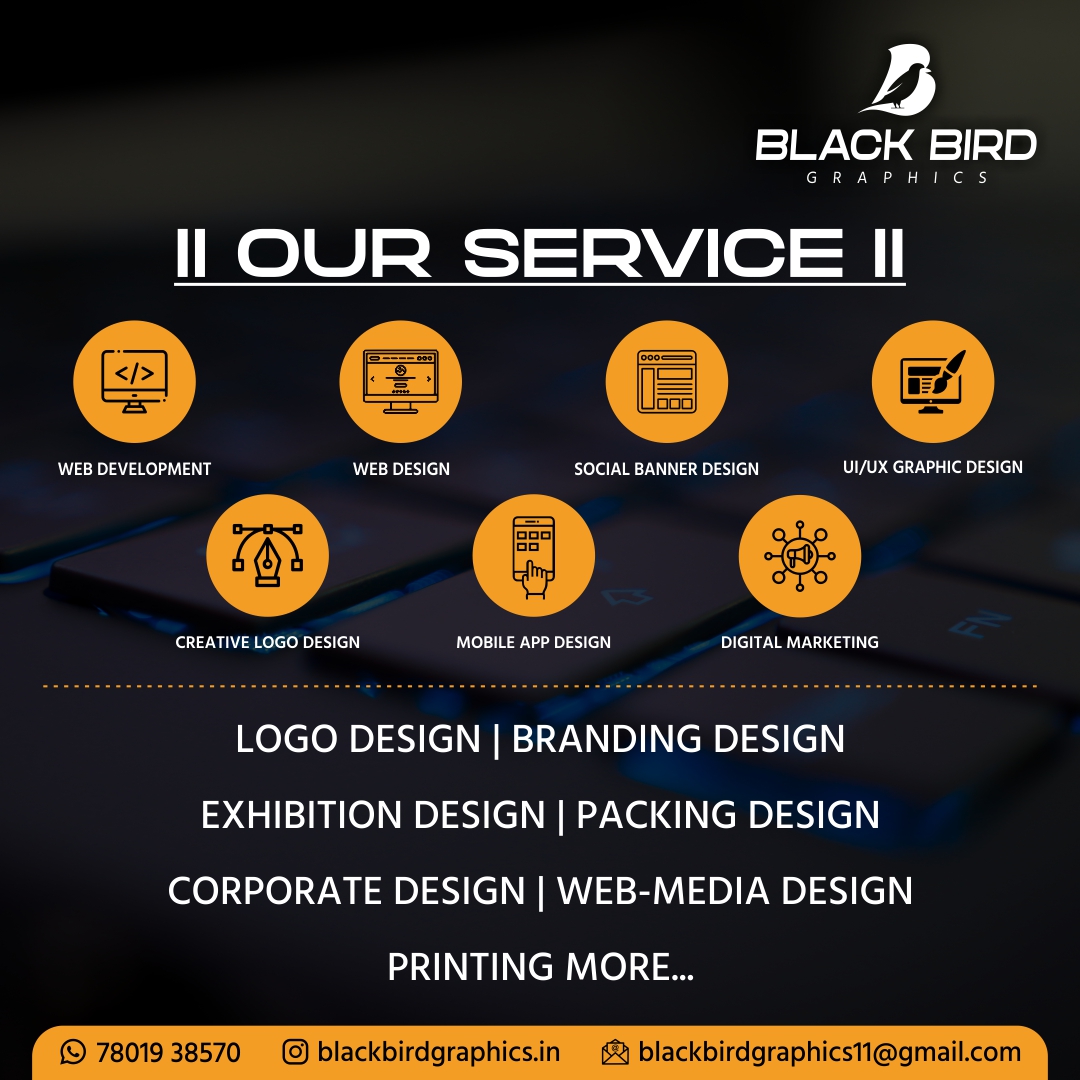 BLACK BIRD
GRAPHICS
|| OUR SERVICE ||
</>
WEB DEVELOPMENT
WEB DESIGN
SOCIAL BANNER DESIGN
UI/UX GRAPHIC DESIGN
CREATIVE LOGO DESIGN
MOBILE APP DESIGN
DIGITAL MARKETING
FN
LOGO DESIGN | BRANDING DESIGN
EXHIBITION DESIGN | PACKING DESIGN
CORPORATE DESIGN | WEB-MEDIA DESIGN
PRINTING MORE...
78019 38570 blackbirdgraphics.in blackbirdgraphics11@gmail.com